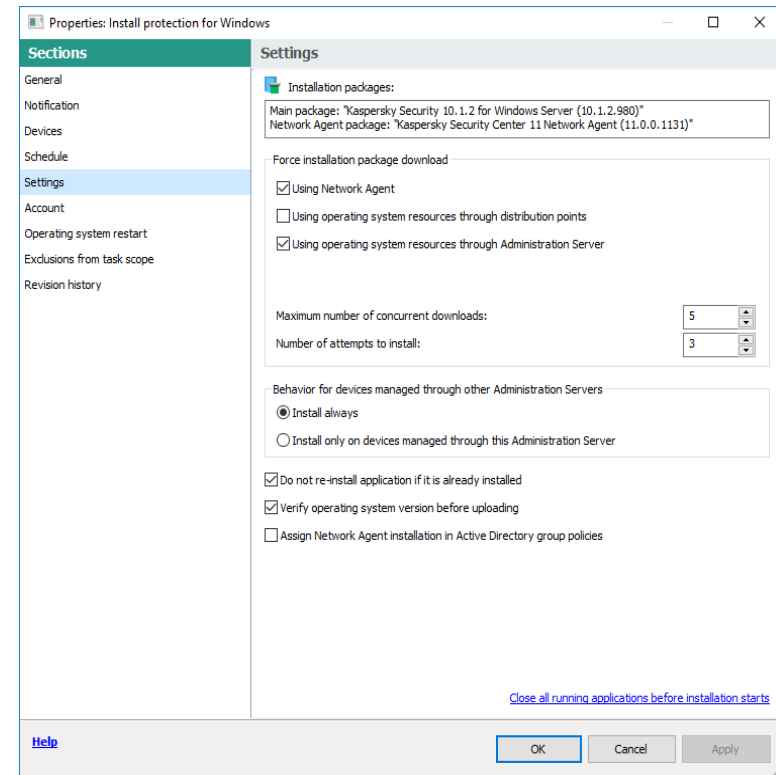 Properties: Install protection for Windows
Sections
General
Notification
Devices
Schedule
Settings
Account
Operating system restart
Exclusions from task scope
Revision history
Settings
Installation packages:
Main package: "Kaspersky Security 10.1.2 for Windows Server (10.1.2.980)"
Network Agent package: "Kaspersky Security Center 11 Network Agent (11.0.0.1131)"
Force installation package download
Using Network Agent
Using operating system resources through distribution points
Using operating system resources through Administration Server
Maximum number of concurrent downloads: 5
Number of attempts to install: 3
Behavior for devices managed through other Administration Servers
Install always
Install only on devices managed through this Administration Server
Do not re-install application if it is already installed
Verify operating system version before uploading
Assign Network Agent installation in Active Directory group policies
Close all running applications before installation starts
Help
OK Cancel Apply